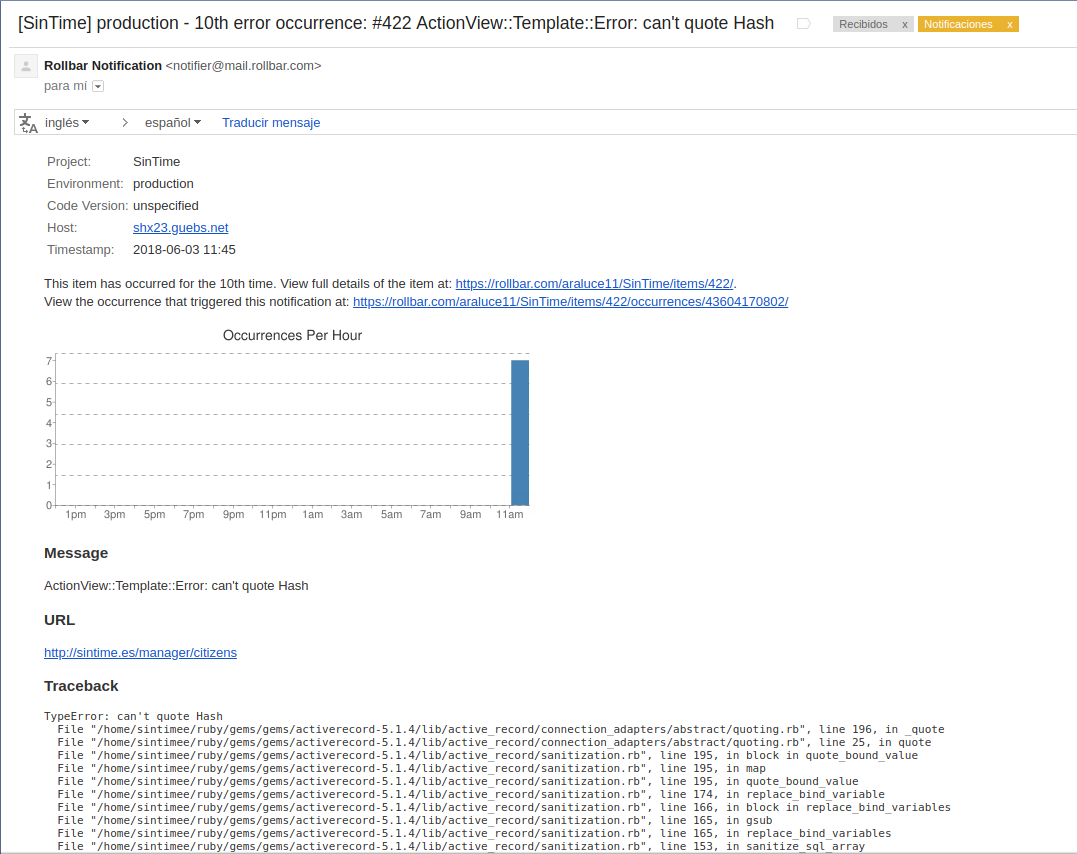 [SinTime] production - 10th error occurrence: #422 ActionView::Template::Error: can't quote Hash Recibidos x Notificaciones x
Rollbar Notification <notifier@mail.rollbar.com>
para mí
inglés > español Traducir mensaje
Project: SinTime
Environment: production
Code Version: unspecified
Host: shx23.guebs.net
Timestamp: 2018-06-03 11:45
This item has occurred for the 10th time. View full details of the item at: https://rollbar.com/araluce11/SinTime/items/422/.
View the occurrence that triggered this notification at: https://rollbar.com/araluce11/SinTime/items/422/occurrences/43604170802/
Occurrences Per Hour
7
6
5
4
3
2
1
0
1pm 3pm 5pm 7pm 9pm 11pm 1am 3am 5am 7am 9am 11am
Message
ActionView::Template::Error: can't quote Hash
URL
http://sintime.es/manager/citizens
Traceback
TypeError: can't quote Hash
File "/home/sintimee/ruby/gems/gems/activerecord-5.1.4/lib/active_record/connection_adapters/abstract/quoting.rb", line 196, in _quote
File "/home/sintimee/ruby/gems/gems/activerecord-5.1.4/lib/active_record/connection_adapters/abstract/quoting.rb", line 25, in quote
File "/home/sintimee/ruby/gems/gems/activerecord-5.1.4/lib/active_record/sanitization.rb", line 195, in block in quote_bound_value
File "/home/sintimee/ruby/gems/gems/activerecord-5.1.4/lib/active_record/sanitization.rb", line 195, in map
File "/home/sintimee/ruby/gems/gems/activerecord-5.1.4/lib/active_record/sanitization.rb", line 195, in quote_bound_value
File "/home/sintimee/ruby/gems/gems/activerecord-5.1.4/lib/active_record/sanitization.rb", line 174, in replace_bind_variable
File "/home/sintimee/ruby/gems/gems/activerecord-5.1.4/lib/active_record/sanitization.rb", line 166, in block in replace_bind_variables
File "/home/sintimee/ruby/gems/gems/activerecord-5.1.4/lib/active_record/sanitization.rb", line 165, in gsub
File "/home/sintimee/ruby/gems/gems/activerecord-5.1.4/lib/active_record/sanitization.rb", line 165, in replace_bind_variables
File "/home/sintimee/ruby/gems/gems/activerecord-5.1.4/lib/active_record/sanitization.rb", line 153, in sanitize_sql_array